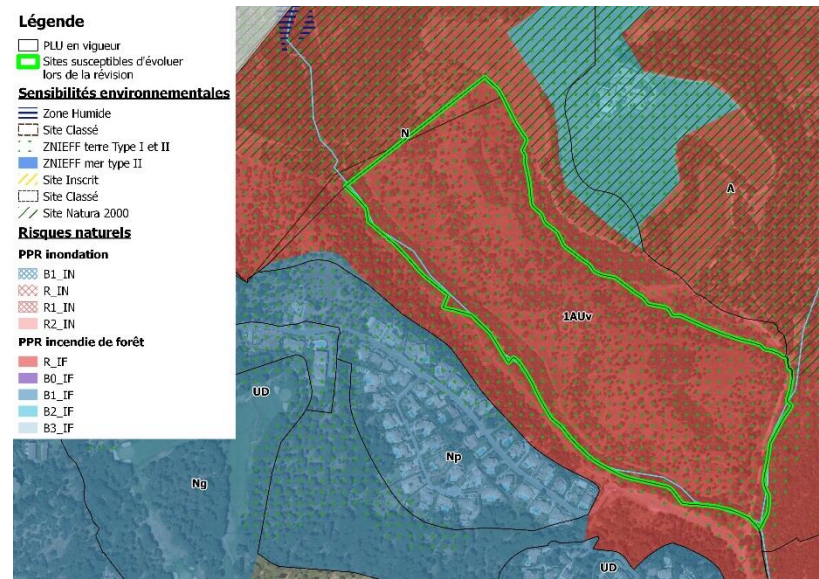 Légende
PLU en vigueur
Sites susceptibles d'évoluer
lors de la révision
Sensibilités environnementales
Zone Humide
Site Classé
ZNIEFF terre Type I et II
ZNIEFF mer type II
Site Inscrit
Site Classé
Site Natura 2000
Risques naturels
PPR inondation
B1_IN
R_IN
R1_IN
R2_IN
PPR incendie de forêt
R_IF
B0_IF
B1_IF
B2_IF
B3_IF
N
A
1AUv
UD
Np
Ng
UD